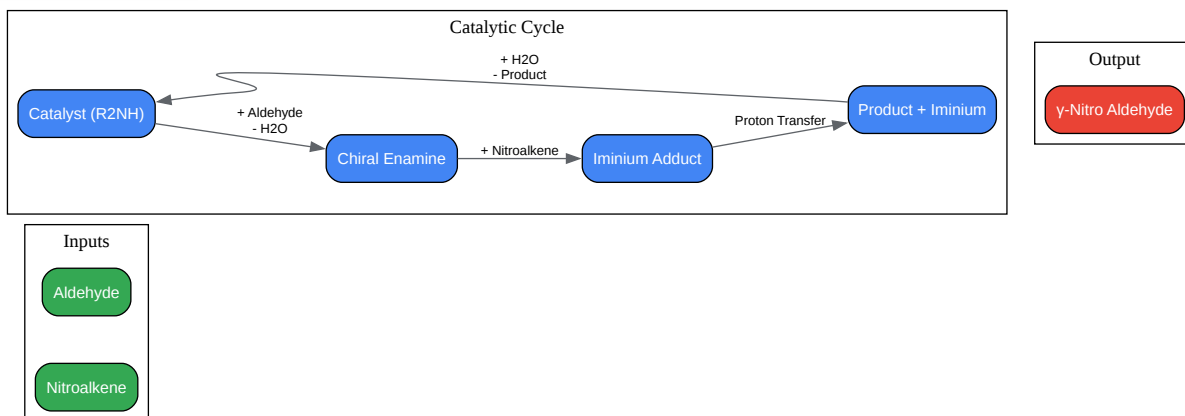 Catalytic Cycle
Output
+ H2O
- Product
Catalyst (R2NH)
+ Aldehyde
- H2O
Chiral Enamine
+ Nitroalkene
Iminium Adduct
Proton Transfer
Product + Iminium
γ-Nitro Aldehyde
Inputs
Aldehyde
Nitroalkene